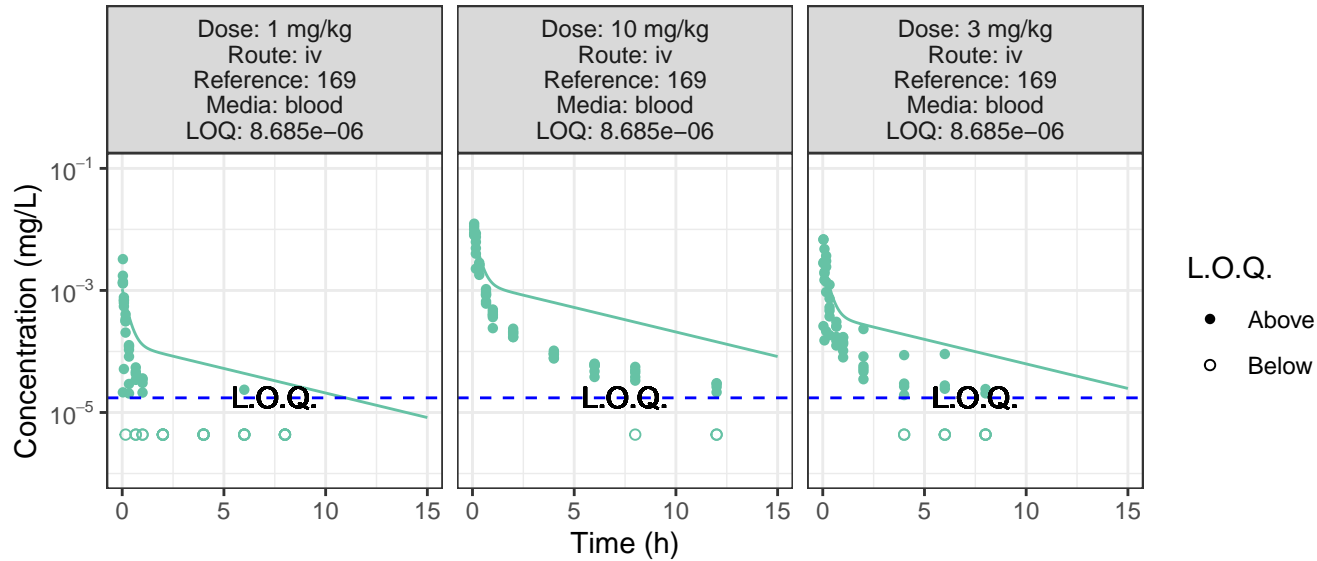 Dose: 1 mg/kg
Route: iv
Reference: 169
Media: blood
LOQ: 8.685e−06
Dose: 10 mg/kg
Route: iv
Reference: 169
Media: blood
LOQ: 8.685e−06
Dose: 3 mg/kg
Route: iv
Reference: 169
Media: blood
LOQ: 8.685e−06
Concentration (mg/L)
10⁻¹
10⁻³
10⁻⁵
L.O.Q.
L.O.Q.
L.O.Q.
0 5 10 15
0 5 10 15
0 5 10 15
Time (h)
L.O.Q.
Above
Below